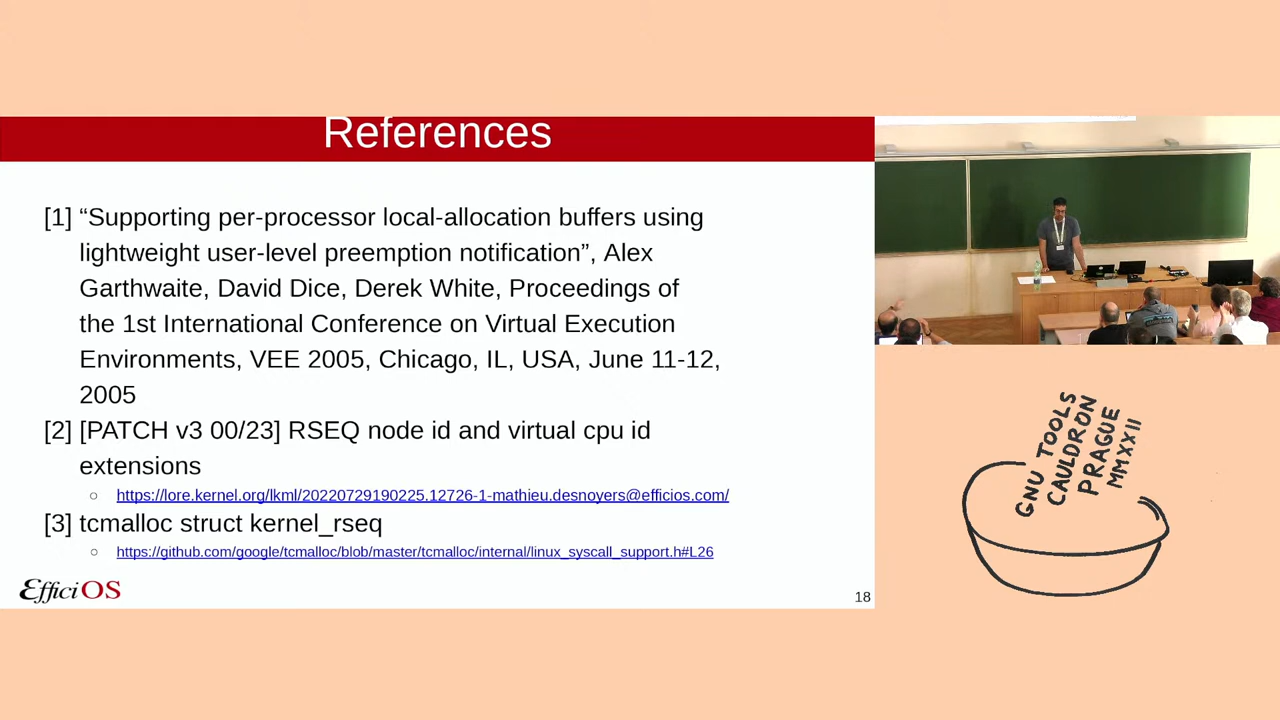 References
[1] “Supporting per-processor local-allocation buffers using
lightweight user-level preemption notification”, Alex
Garthwaite, David Dice, Derek White, Proceedings of
the 1st International Conference on Virtual Execution
Environments, VEE 2005, Chicago, IL, USA, June 11-12,
2005
[2] [PATCH v3 00/23] RSEQ node id and virtual cpu id
extensions
○ https://lore.kernel.org/lkml/20220729190225.12726-1-mathieu.desnoyers@efficios.com/
[3] tcmalloc struct kernel_rseq
○ https://github.com/google/tcmalloc/blob/master/tcmalloc/internal/linux_syscall_support.h#L26
EfficiOS
18
GNU TOOLS
CAULDRON
PRAGUE
MMXXII